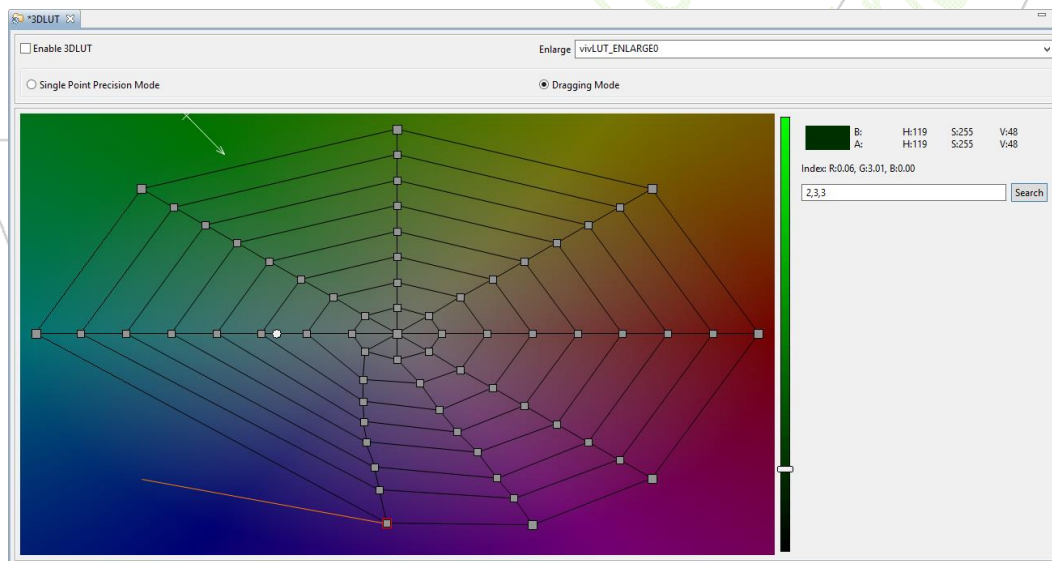 *3DLUT
Enable 3DLUT
Enlarge vivLUT_ENLARGE0
Single Point Precision Mode
Dragging Mode
B: H:119 S:255 V:48
A: H:119 S:255 V:48
Index: R:0.06, G:3.01, B:0.00
2,3,3
Search